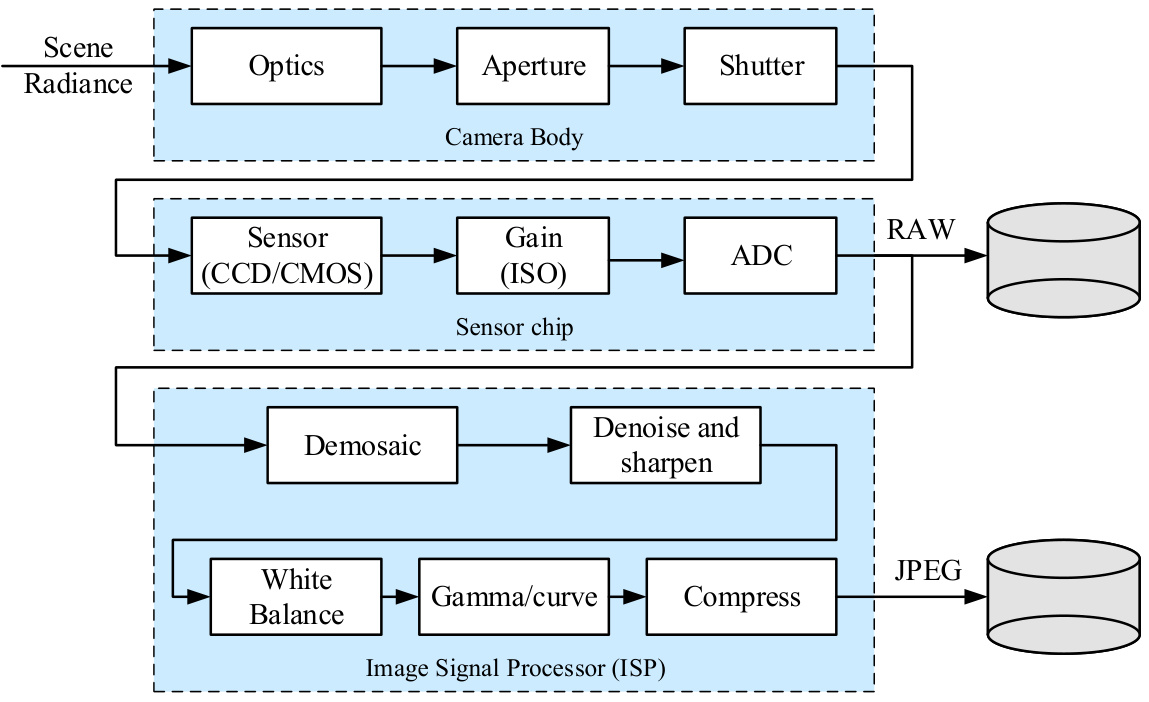 Scene
Radiance
Optics
Aperture
Shutter
Camera Body
Sensor
(CCD/CMOS)
Gain
(ISO)
ADC
RAW
Sensor chip
Demosaic
Denoise and
sharpen
White
Balance
Gamma/curve
Compress
JPEG
Image Signal Processor (ISP)